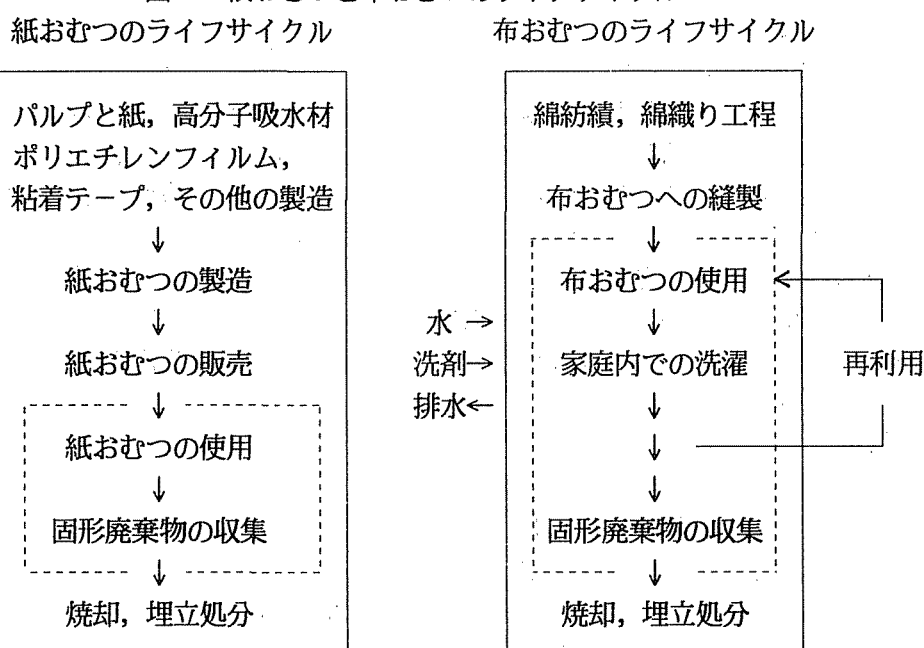 紙おむつのライフサイクル
パルプと紙，高分子吸水材
ポリエチレンフィルム，
粘着テープ，その他の製造
↓
紙おむつの製造
↓
紙おむつの販売
↓
紙おむつの使用
↓
固形廃棄物の収集
↓
焼却，埋立処分
布おむつのライフサイクル
綿紡績，綿織り工程
↓
布おむつへの縫製
↓
布おむつの使用
↓
水→
洗剤→
排水←
家庭内での洗濯
再利用
↓
↓
↓
固形廃棄物の収集
↓
焼却，埋立処分